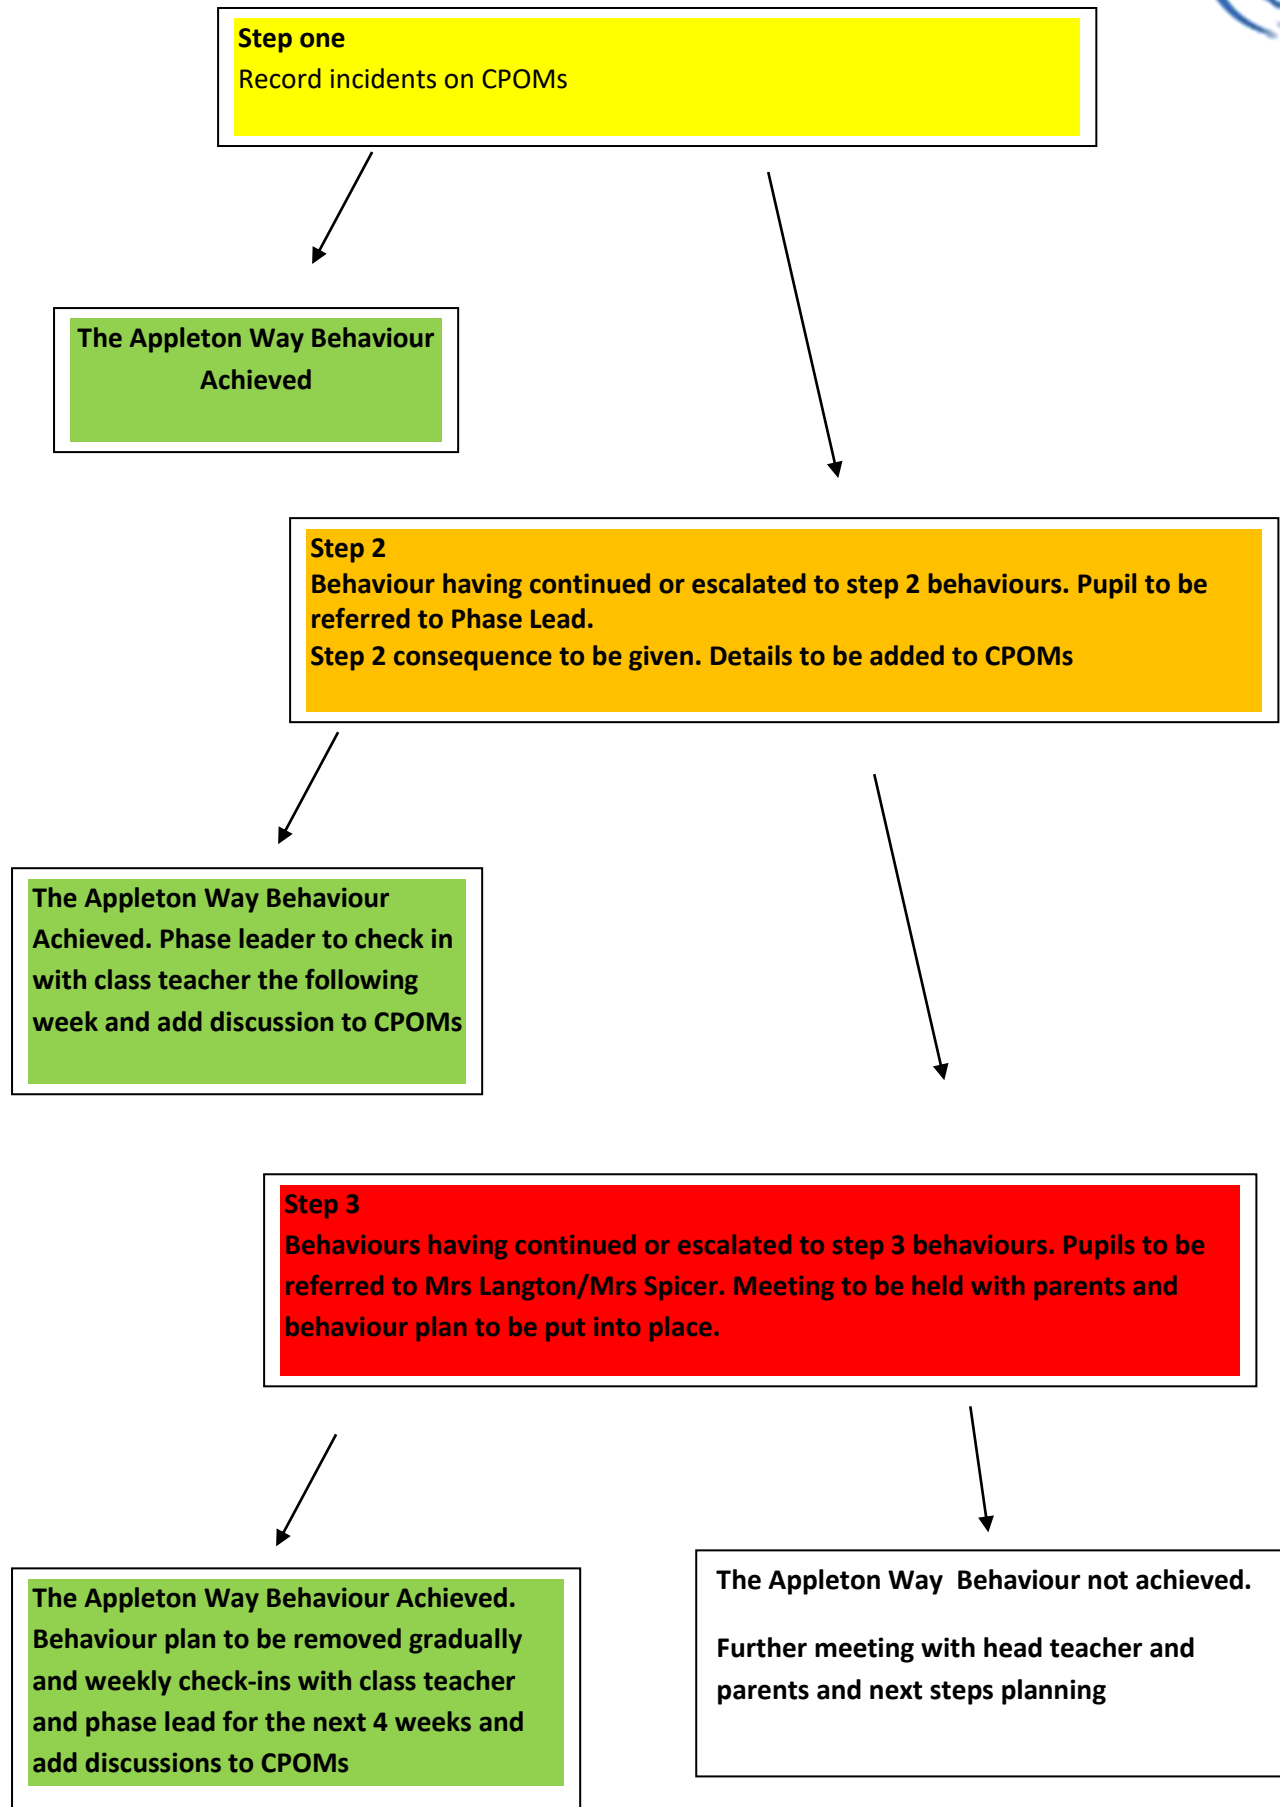 Step one
Record incidents on CPOMs
The Appleton Way Behaviour
Achieved
Step 2
Behaviour having continued or escalated to step 2 behaviours. Pupil to be
referred to Phase Lead.
Step 2 consequence to be given. Details to be added to CPOMs
The Appleton Way Behaviour
Achieved. Phase leader to check in
with class teacher the following
week and add discussion to CPOMs
Step 3
Behaviours having continued or escalated to step 3 behaviours. Pupils to be
referred to Mrs Langton/Mrs Spicer. Meeting to be held with parents and
behaviour plan to be put into place.
The Appleton Way Behaviour Achieved.
Behaviour plan to be removed gradually
and weekly check-ins with class teacher
and phase lead for the next 4 weeks and
add discussions to CPOMs
The Appleton Way  Behaviour not achieved.
Further meeting with head teacher and
parents and next steps planning